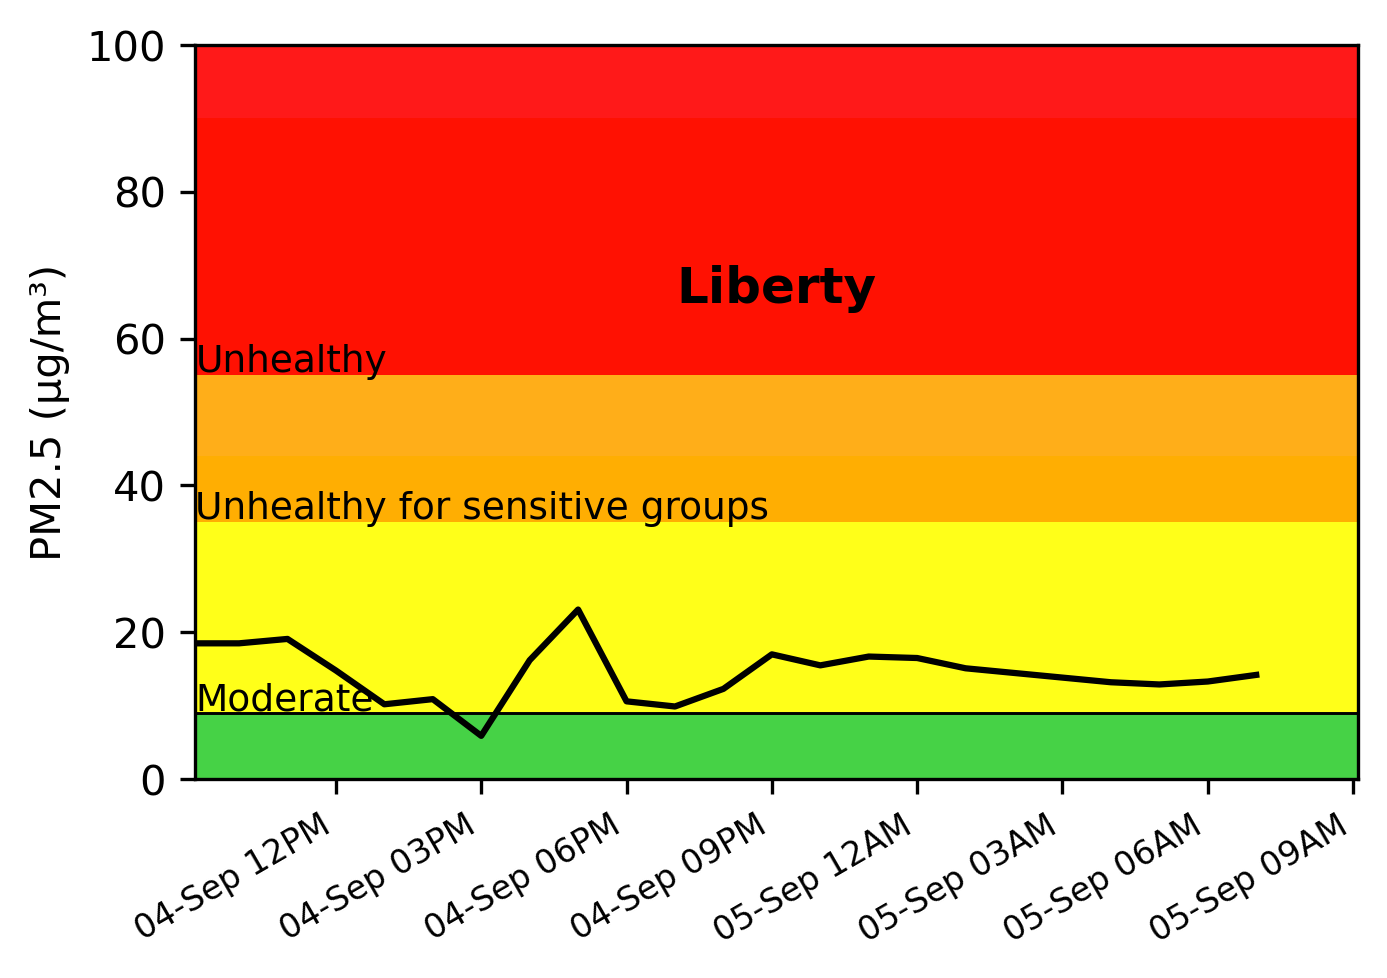 100
80
60
40
20
0
PM2.5 (µg/m³)
Liberty
Unhealthy
Unhealthy for sensitive groups
Moderate
04-Sep 12PM
04-Sep 03PM
04-Sep 06PM
04-Sep 09PM
05-Sep 12AM
05-Sep 03AM
05-Sep 06AM
05-Sep 09AM